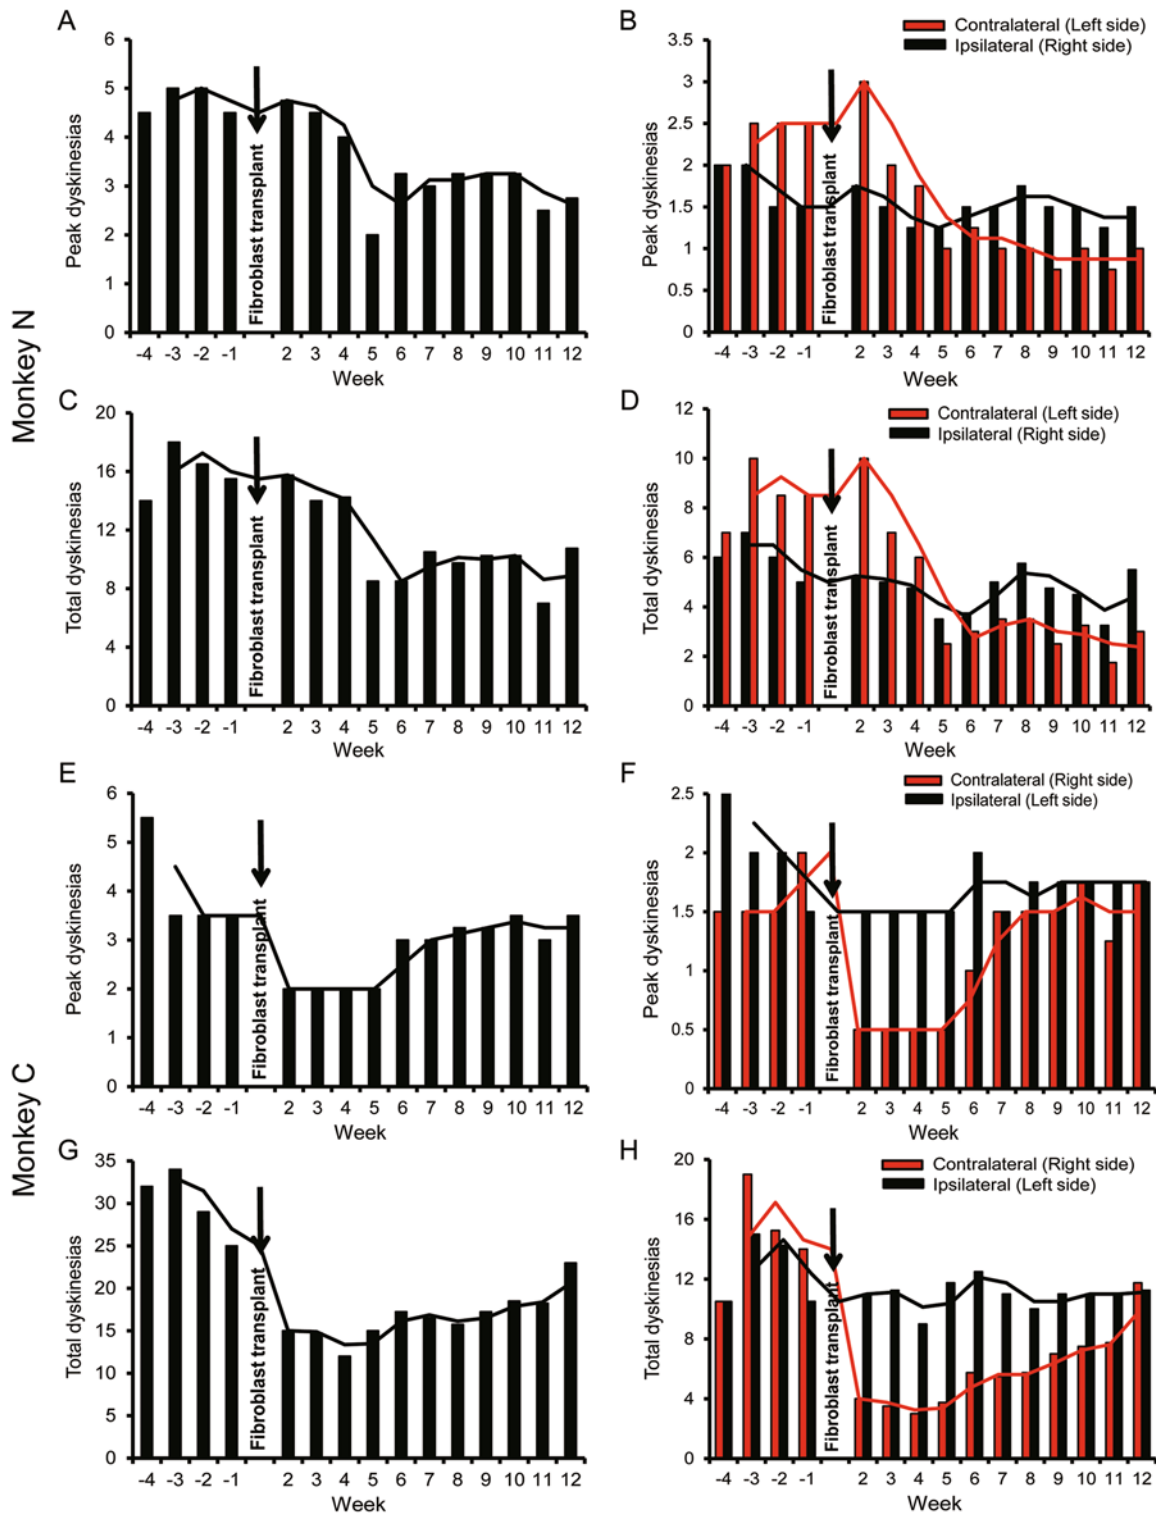 Monkey N
Monkey C
A
6
5
4
3
2
1
0
Peak dyskinesias
Fibroblast transplant
-4 -3 -2 -1 2 3 4 5 6 7 8 9 10 11 12
Week
B
Contralateral (Left side)
Ipsilateral (Right side)
3.5
3
2.5
2
1.5
1
0.5
0
Peak dyskinesias
Fibroblast transplant
-4 -3 -2 -1 2 3 4 5 6 7 8 9 10 11 12
Week
C
20
16
12
8
4
0
Total dyskinesias
Fibroblast transplant
-4 -3 -2 -1 2 3 4 5 6 7 8 9 10 11 12
Week
D
Contralateral (Left side)
Ipsilateral (Right side)
12
10
8
6
4
2
0
Total dyskinesias
Fibroblast transplant
-4 -3 -2 -1 2 3 4 5 6 7 8 9 10 11 12
Week
E
6
5
4
3
2
1
0
Peak dyskinesias
Fibroblast transplant
-4 -3 -2 -1 2 3 4 5 6 7 8 9 10 11 12
Week
F
Contralateral (Right side)
Ipsilateral (Left side)
2.5
2
1.5
1
0.5
0
Peak dyskinesias
Fibroblast transplant
-4 -3 -2 -1 2 3 4 5 6 7 8 9 10 11 12
Week
G
35
30
25
20
15
10
5
0
Total dyskinesias
Fibroblast transplant
-4 -3 -2 -1 2 3 4 5 6 7 8 9 10 11 12
Week
H
Contralateral (Right side)
Ipsilateral (Left side)
20
16
12
8
4
0
Total dyskinesias
Fibroblast transplant
-4 -3 -2 -1 2 3 4 5 6 7 8 9 10 11 12
Week